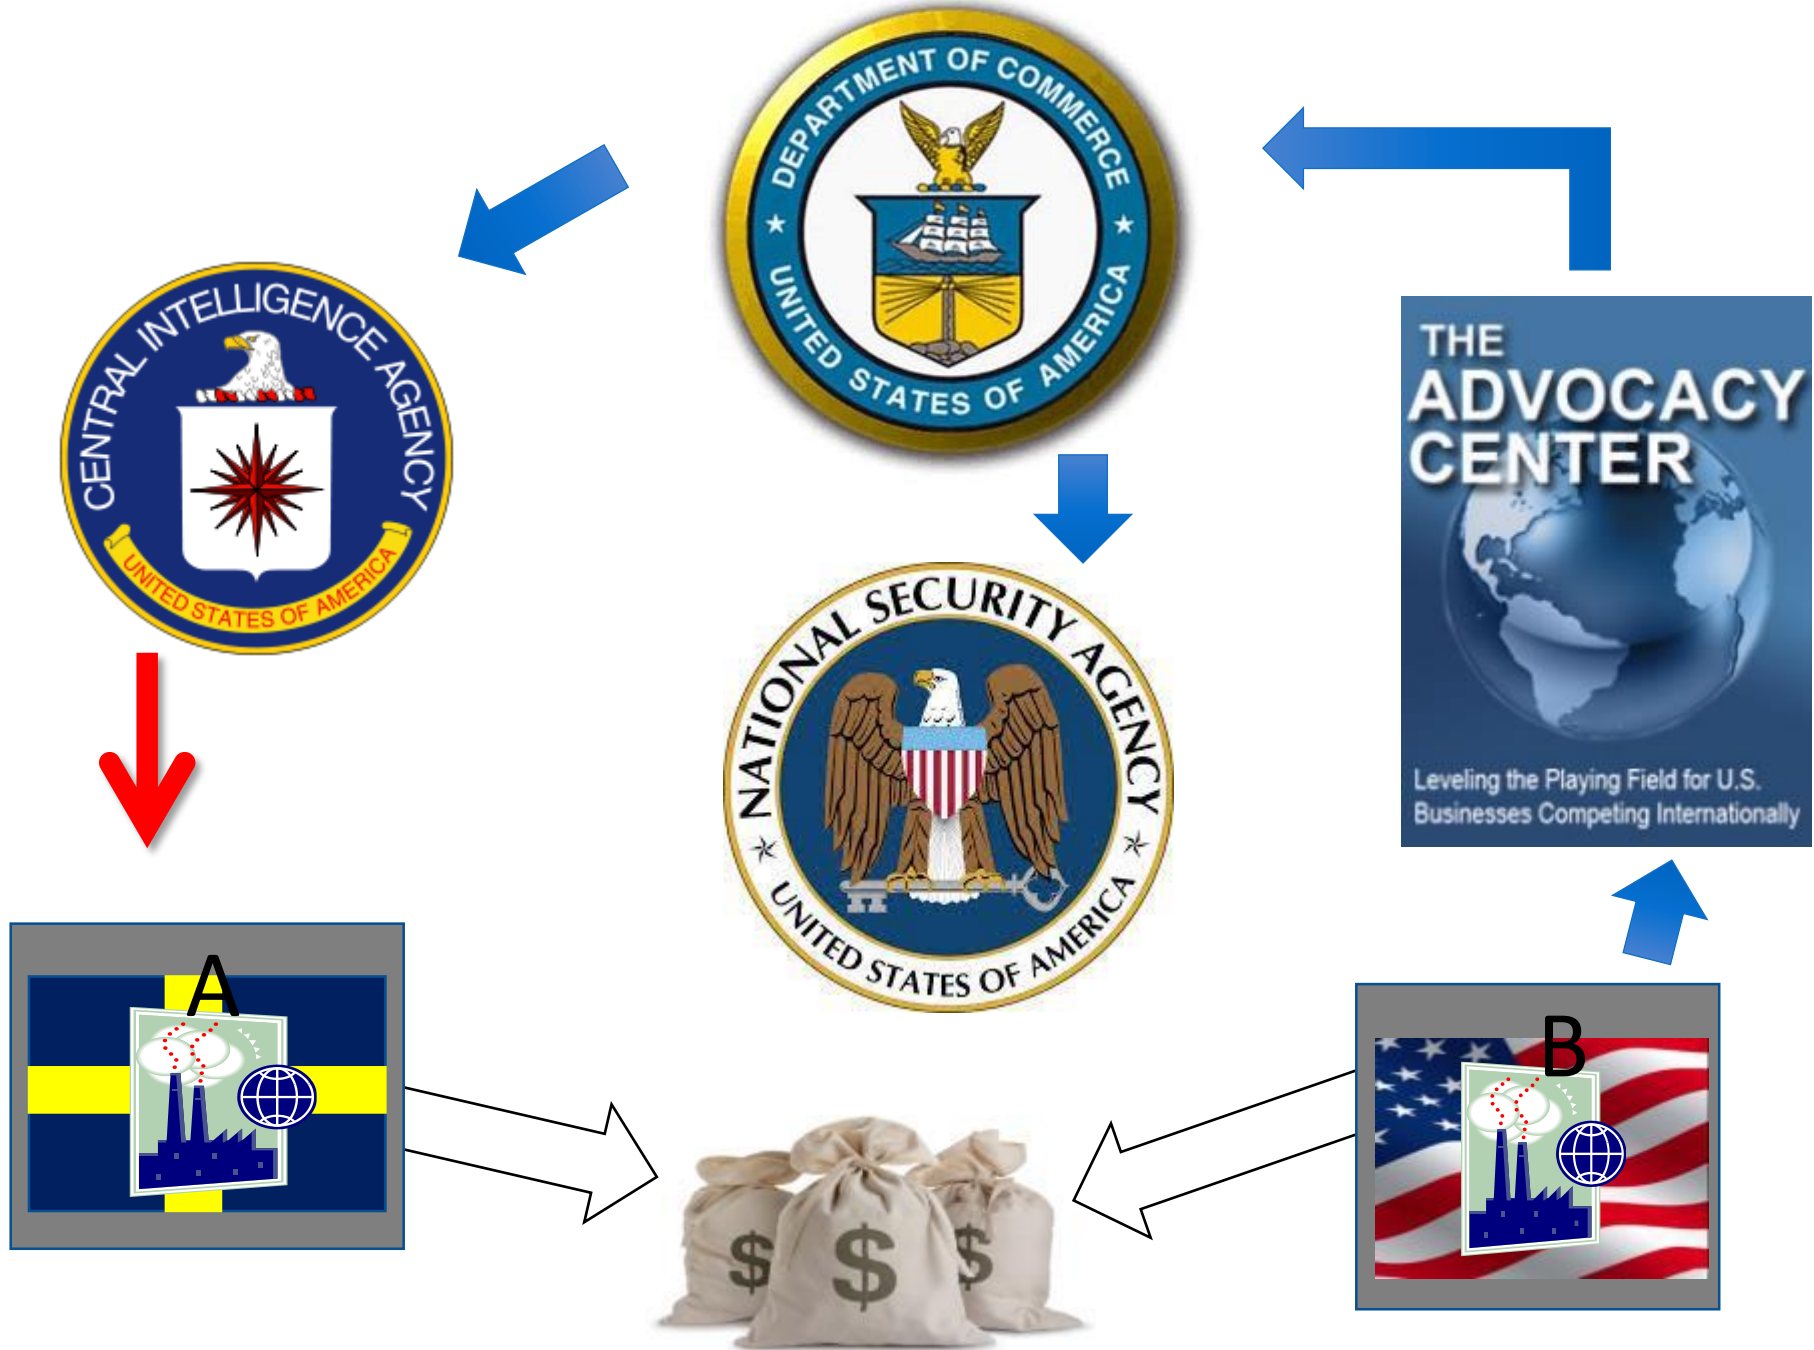 DEPARTMENT OF COMMERCE
UNITED STATES OF AMERICA
CENTRAL INTELLIGENCE AGENCY
UNITED STATES OF AMERICA
THE
ADVOCACY
CENTER
Leveling the Playing Field for U.S.
Businesses Competing Internationally
NATIONAL SECURITY AGENCY
UNITED STATES OF AMERICA
A
B
$ $ $